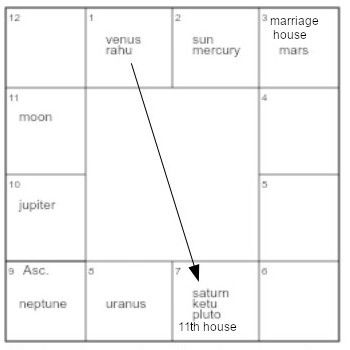 12
1
venus
rahu
2
sun
mercury
3 marriage
house
mars
11
moon
4
10
jupiter
5
9 Asc.
neptune
8
uranus
7
saturn
ketu
pluto
11th house
6